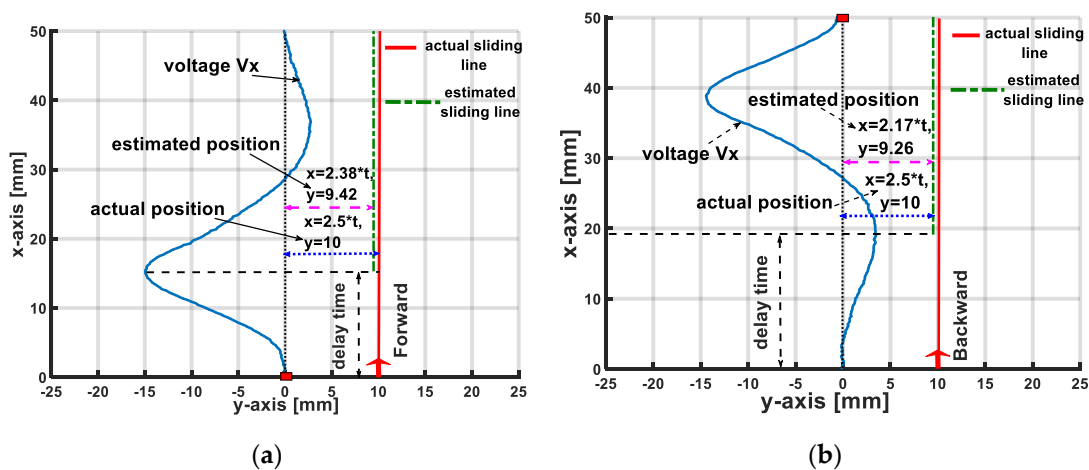 50
40
30
20
10
0
-25
-20
-15
-10
-5
0
5
10
15
20
25
x-axis [mm]
y-axis [mm]
voltage Vx
estimated position
x=2.38*t,
y=9.42
actual position
x=2.5*t,
y=10
delay time
Forward
actual sliding
line
estimated
sliding line
(a)
50
40
30
20
10
0
-25
-20
-15
-10
-5
0
5
10
15
20
25
x-axis [mm]
y-axis [mm]
estimated position
x=2.17*t,
y=9.26
voltage Vx
x=2.5*t,
actual position
y=10
delay time
Backward
actual sliding
line
estimated
sliding line
(b)